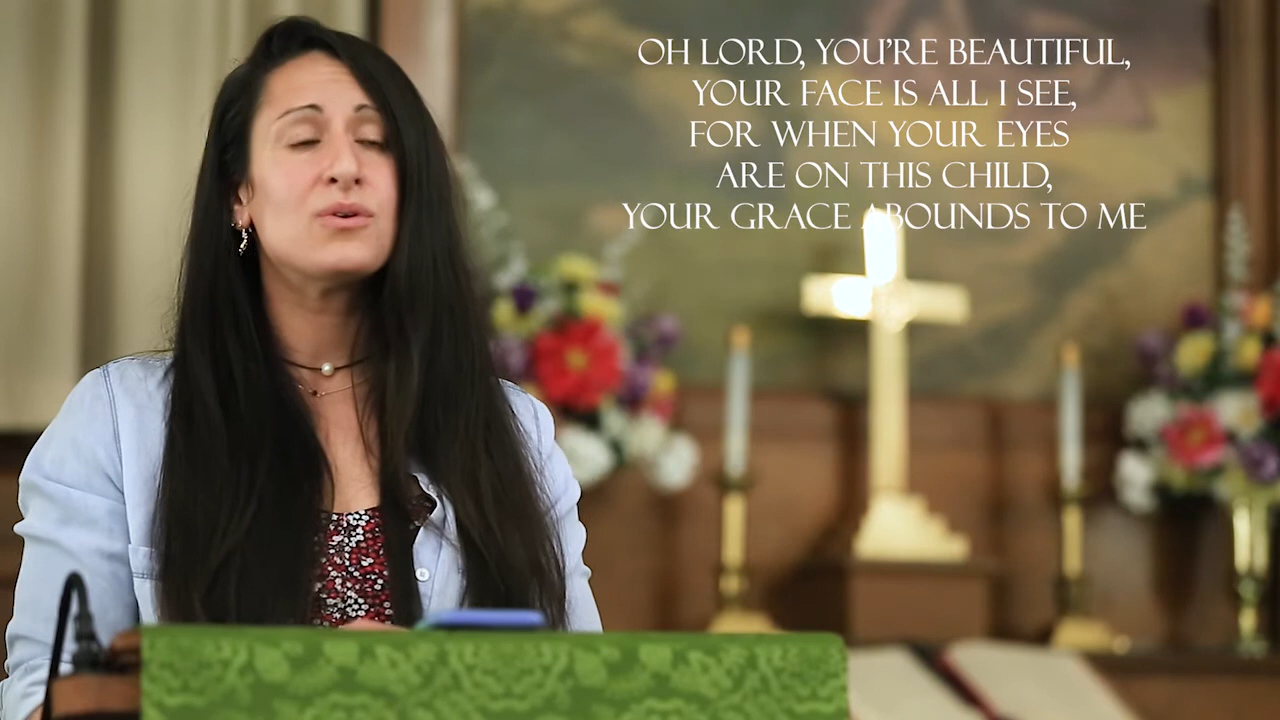 OH LORD, YOU'RE BEAUTIFUL,
YOUR FACE IS ALL I SEE,
FOR WHEN YOUR EYES
ARE ON THIS CHILD,
YOUR GRACE ABOUNDS TO ME